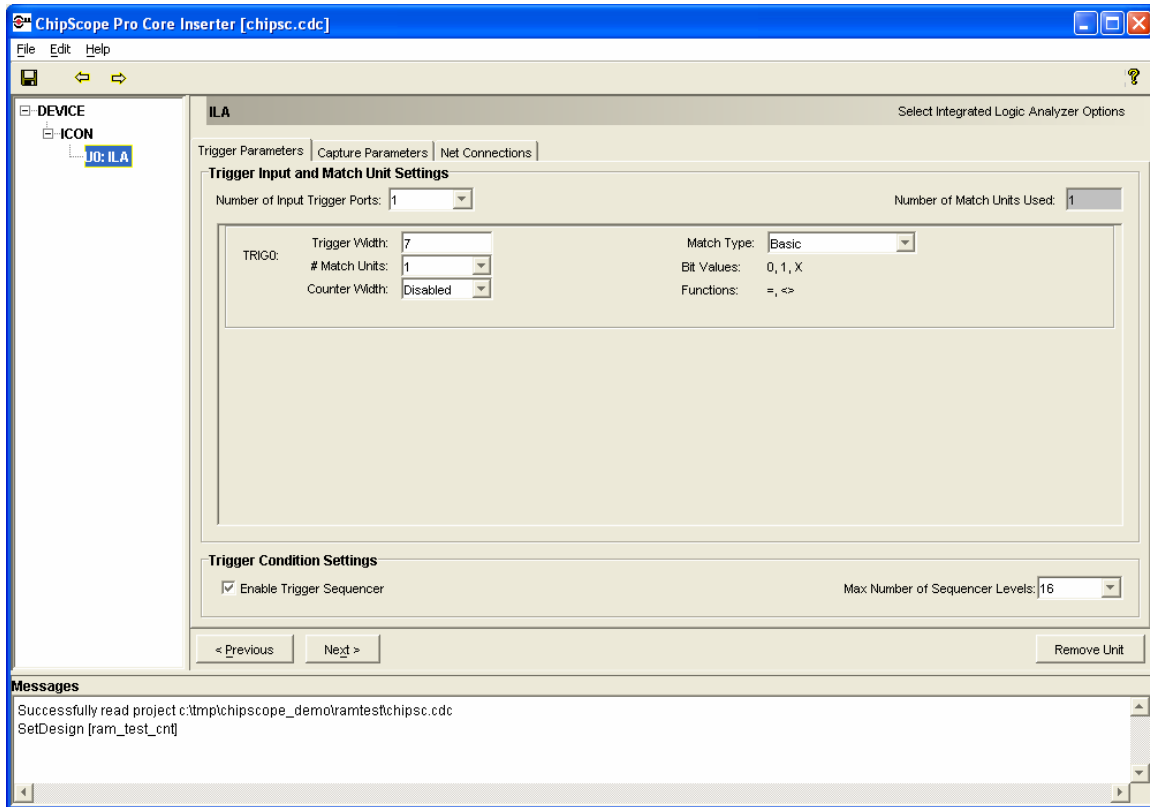 ChipScope Pro Core Inserter [chipsc.cdc]
File Edit Help
DEVICE
ICON
U0: ILA
ILA Select Integrated Logic Analyzer Options
Trigger Parameters Capture Parameters Net Connections
Trigger Input and Match Unit Settings
Number of Input Trigger Ports: 1 Number of Match Units Used: 1
TRIG0:
Trigger Width: 7 Match Type: Basic
# Match Units: 1 Bit Values: 0, 1, X
Counter Width: Disabled Functions: =, <>
Trigger Condition Settings
Enable Trigger Sequencer Max Number of Sequencer Levels: 16
< Previous Next > Remove Unit
Messages
Successfully read project c:\tmp\chipscope_demo\ramtest\chipsc.cdc
SetDesign [ram_test_cnt]